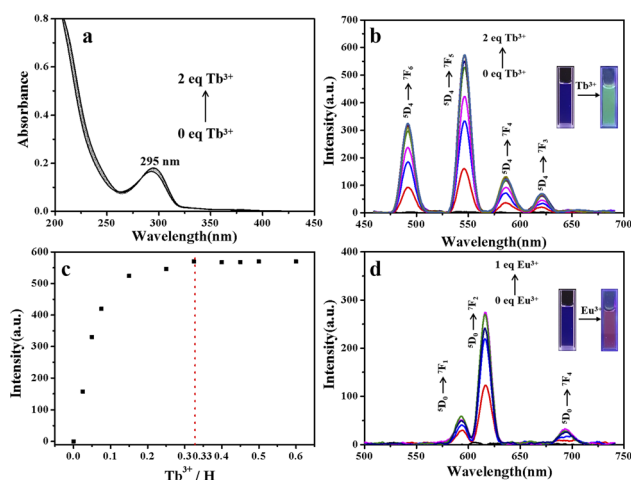 a
2 eq Tb³⁺
0 eq Tb³⁺
295 nm
Absorbance
0.8
0.6
0.4
0.2
0.0
200 250 300 350 400 450
Wavelength(nm)
b
2 eq Tb³⁺
0 eq Tb³⁺
⁵D₄ ⁷F₆
⁵D₄ ⁷F₅
⁵D₄ ⁷F₄
⁵D₄ ⁷F₃
Tb³⁺
Intensity(a.u.)
700
600
500
400
300
200
100
0
450 500 550 600 650 700
Wavelength(nm)
c
Intensity(a.u.)
600
500
400
300
200
100
0
0.0 0.1 0.2 0.30 0.33 0.4 0.5 0.6
Tb³⁺ / H
d
1 eq Eu³⁺
0 eq Eu³⁺
⁵D₀ ⁷F₁
⁵D₀ ⁷F₂
⁵D₀ ⁷F₄
Eu³⁺
Intensity(a.u.)
400
300
200
100
0
500 550 600 650 700 750
Wavelength(nm)